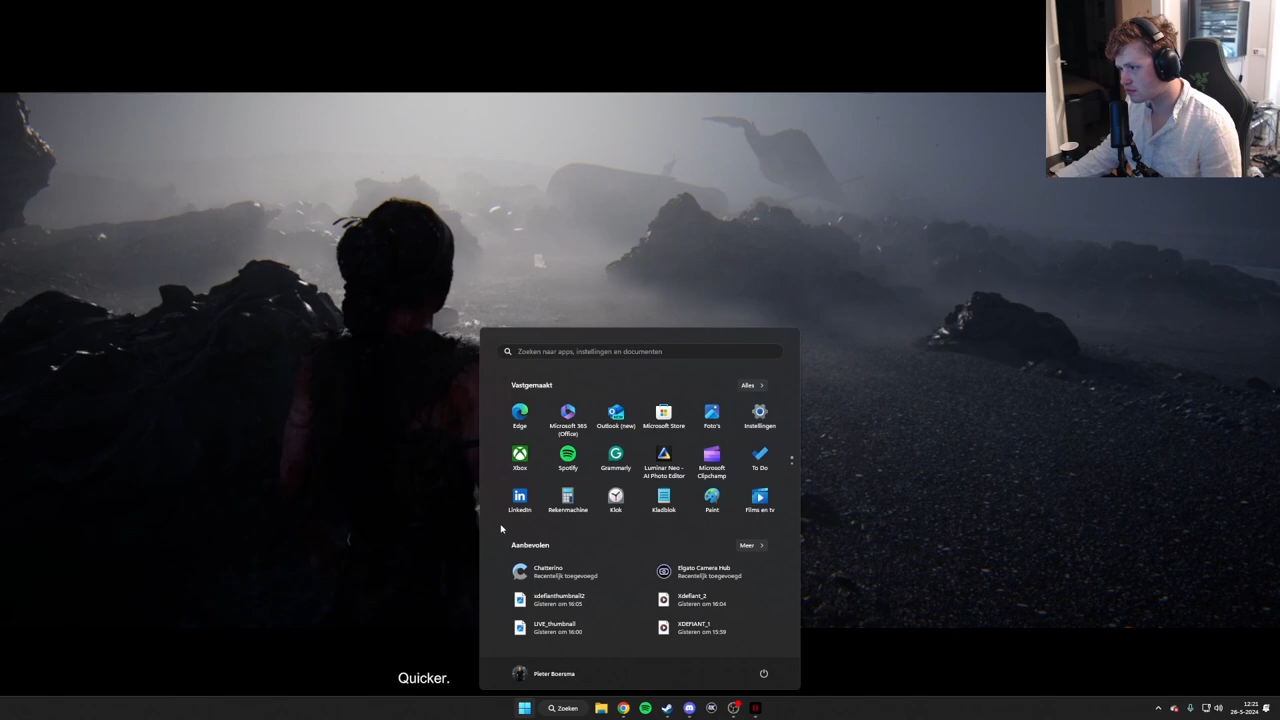 Zoeken naar apps, instellingen en documenten
Vastgemaakt
Alles
Edge
Microsoft 365
(Office)
Outlook (new)
Microsoft Store
Foto's
Instellingen
Xbox
Spotify
Grammarly
Luminar Neo -
AI Photo Editor
Microsoft
Clipchamp
To Do
LinkedIn
Rekenmachine
Klok
Kladblok
Paint
Films en tv
Aanbevolen
Meer
Chatterino
Recentelijk toegevoegd
Elgato Camera Hub
Recentelijk toegevoegd
xdefianthumbnail2
Gisteren om 16:05
Xdefiant_2
Gisteren om 16:04
LIVE_thumbnail
Gisteren om 16:00
XDEFIANT_1
Gisteren om 15:59
Pieter Boersma
Quicker.
Zoeken
12:21
26-5-2024